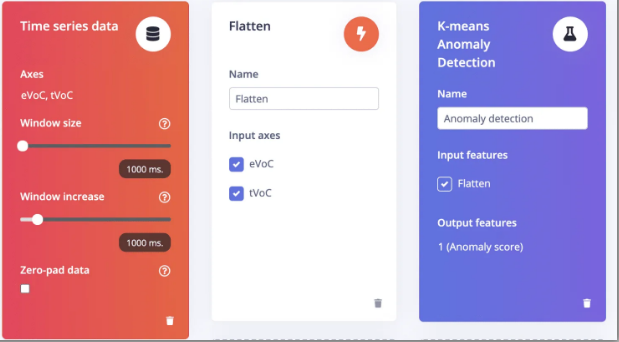 Time series data
Axes
eVoC, tVoC
Window size
1000 ms.
Window increase
1000 ms.
Zero-pad data
Flatten
Name
Flatten
Input axes
eVoC
tVoC
K-means
Anomaly
Detection
Name
Anomaly detection
Input features
Flatten
Output features
1 (Anomaly score)